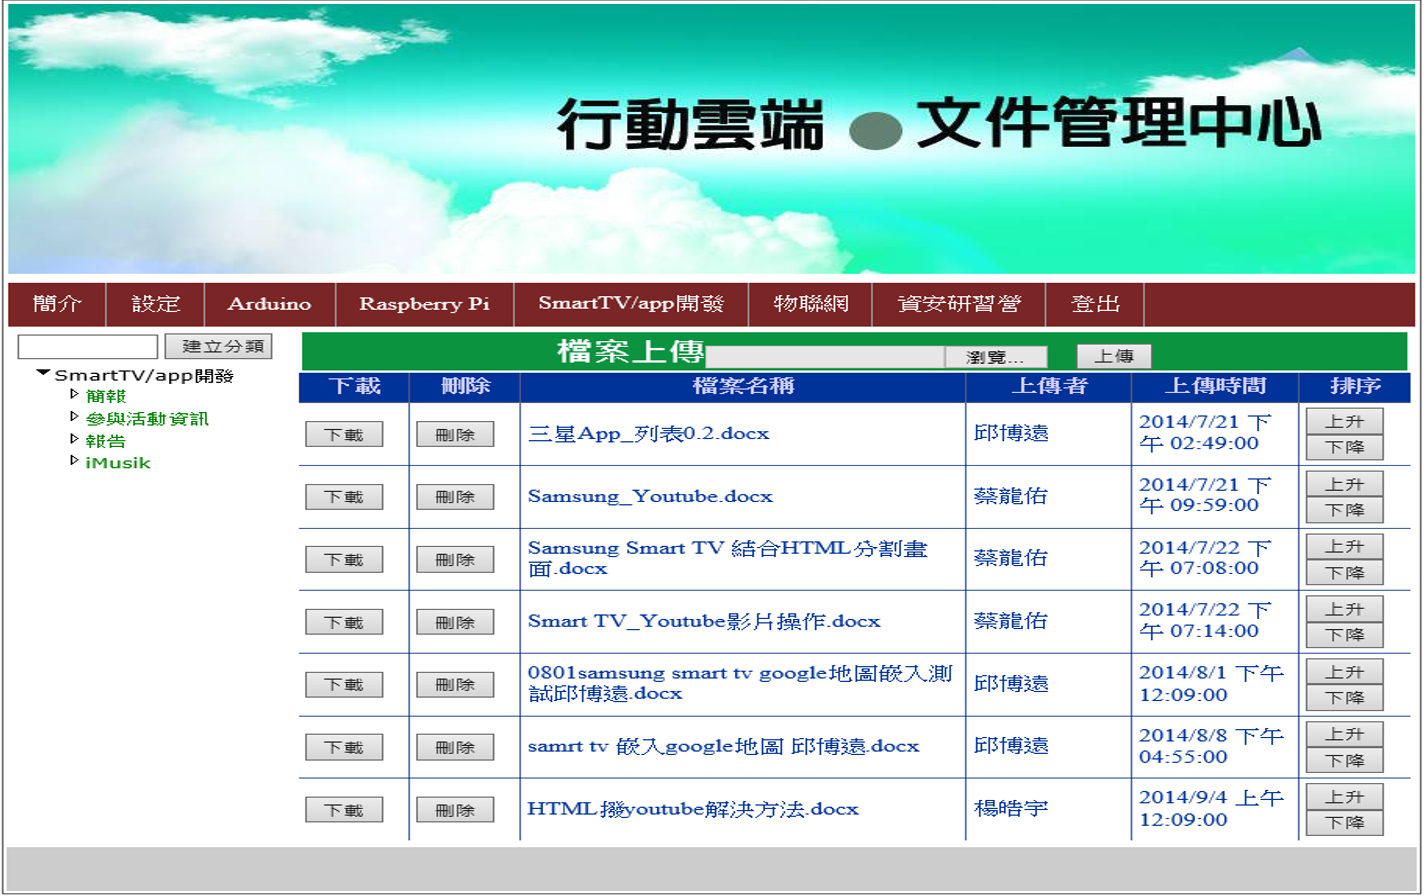 行動雲端 ● 文件管理中心
簡介 設定 Arduino Raspberry Pi SmartTV/app開發 物聯網 資安研習營 登出
建立分類
SmartTV/app開發
簡報
參與活動資訊
報告
iMusik
檔案上傳 瀏覽... 上傳
下載 刪除 檔案名稱 上傳者 上傳時間 排序
下載 刪除 三星App_列表0.2.docx 邱博遠 2014/7/21 下
午 02:49:00
上升
下降
下載 刪除 Samsung_Youtube.docx 蔡龍佑 2014/7/21 下
午 09:59:00
上升
下降
下載 刪除 Samsung Smart TV 結合HTML分割畫
面.docx
蔡龍佑
2014/7/22 下
午 07:08:00
上升
下降
下載 刪除 Smart TV_Youtube影片操作.docx 蔡龍佑 2014/7/22 下
午 07:14:00
上升
下降
下載 刪除 0801samsung smart tv google地圖嵌入測
試邱博遠.docx
邱博遠
2014/8/1 下午
12:09:00
上升
下降
下載 刪除 samrt tv 嵌入google地圖 邱博遠.docx 邱博遠 2014/8/8 下午
04:55:00
上升
下降
下載 刪除 HTML撥youtube解決方法.docx 楊皓宇 2014/9/4 上午
12:09:00
上升
下降